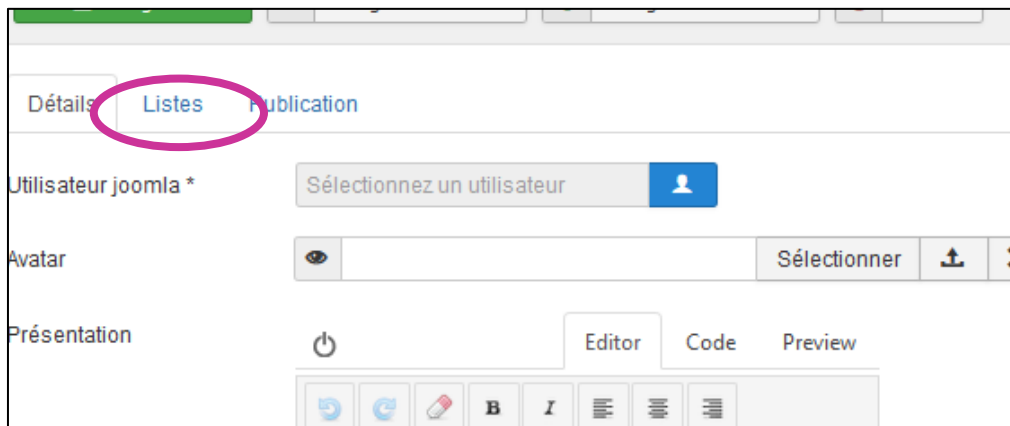 Détails Listes Publication
Utilisateur joomla * Sélectionnez un utilisateur
Avatar Sélectionner
Présentation Editor Code Preview
B I